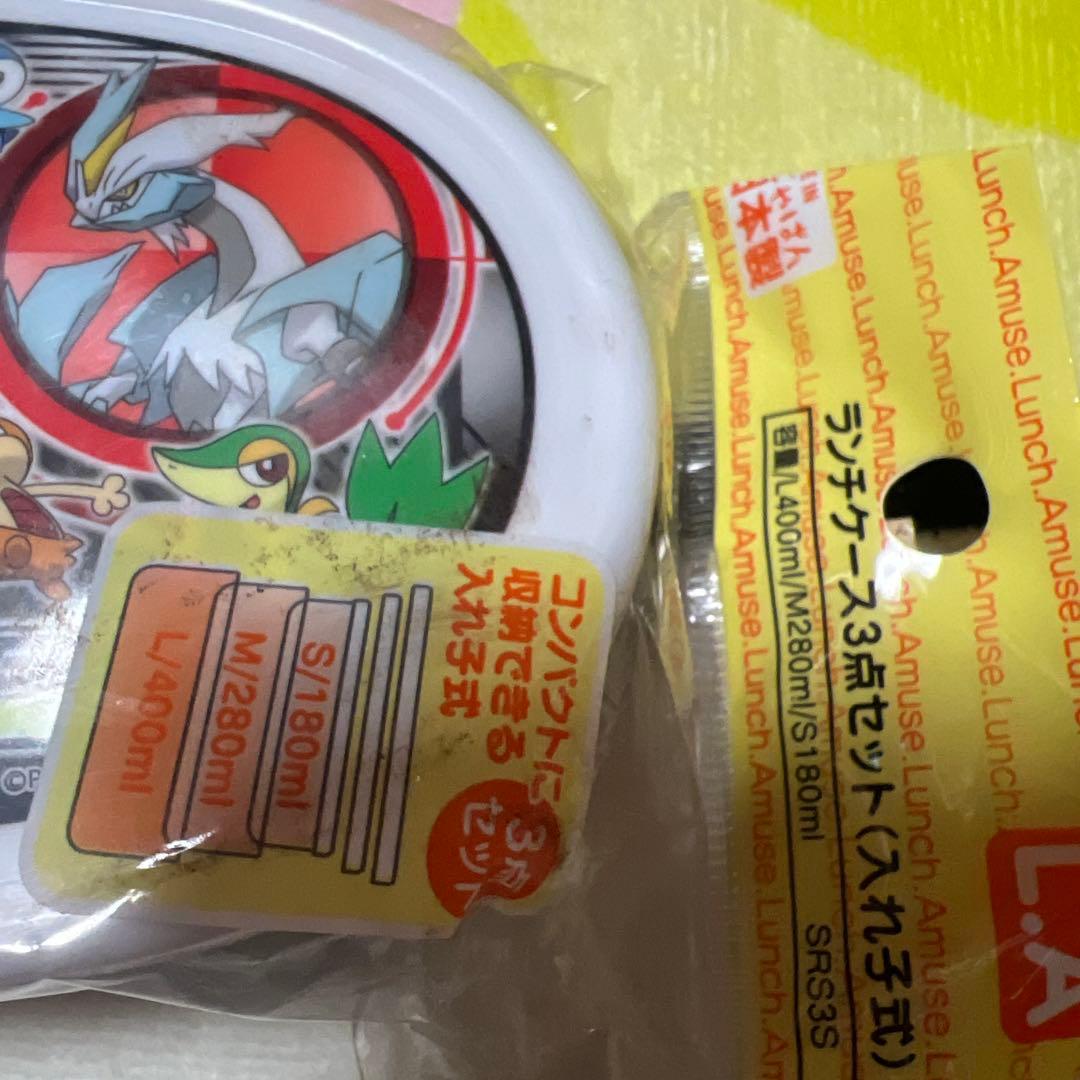 日本製
ランチケース3点セット(入れ子式)
容量/L400ml/M280ml/S180ml SRS3S
L.A
Lunch.Amuse.Lunch.Amuse.Lunch.Amuse.Lunch
コンパクトに
収納できる
入れ子式
3点
セット
S/180ml
M/280ml
L/400ml
©P